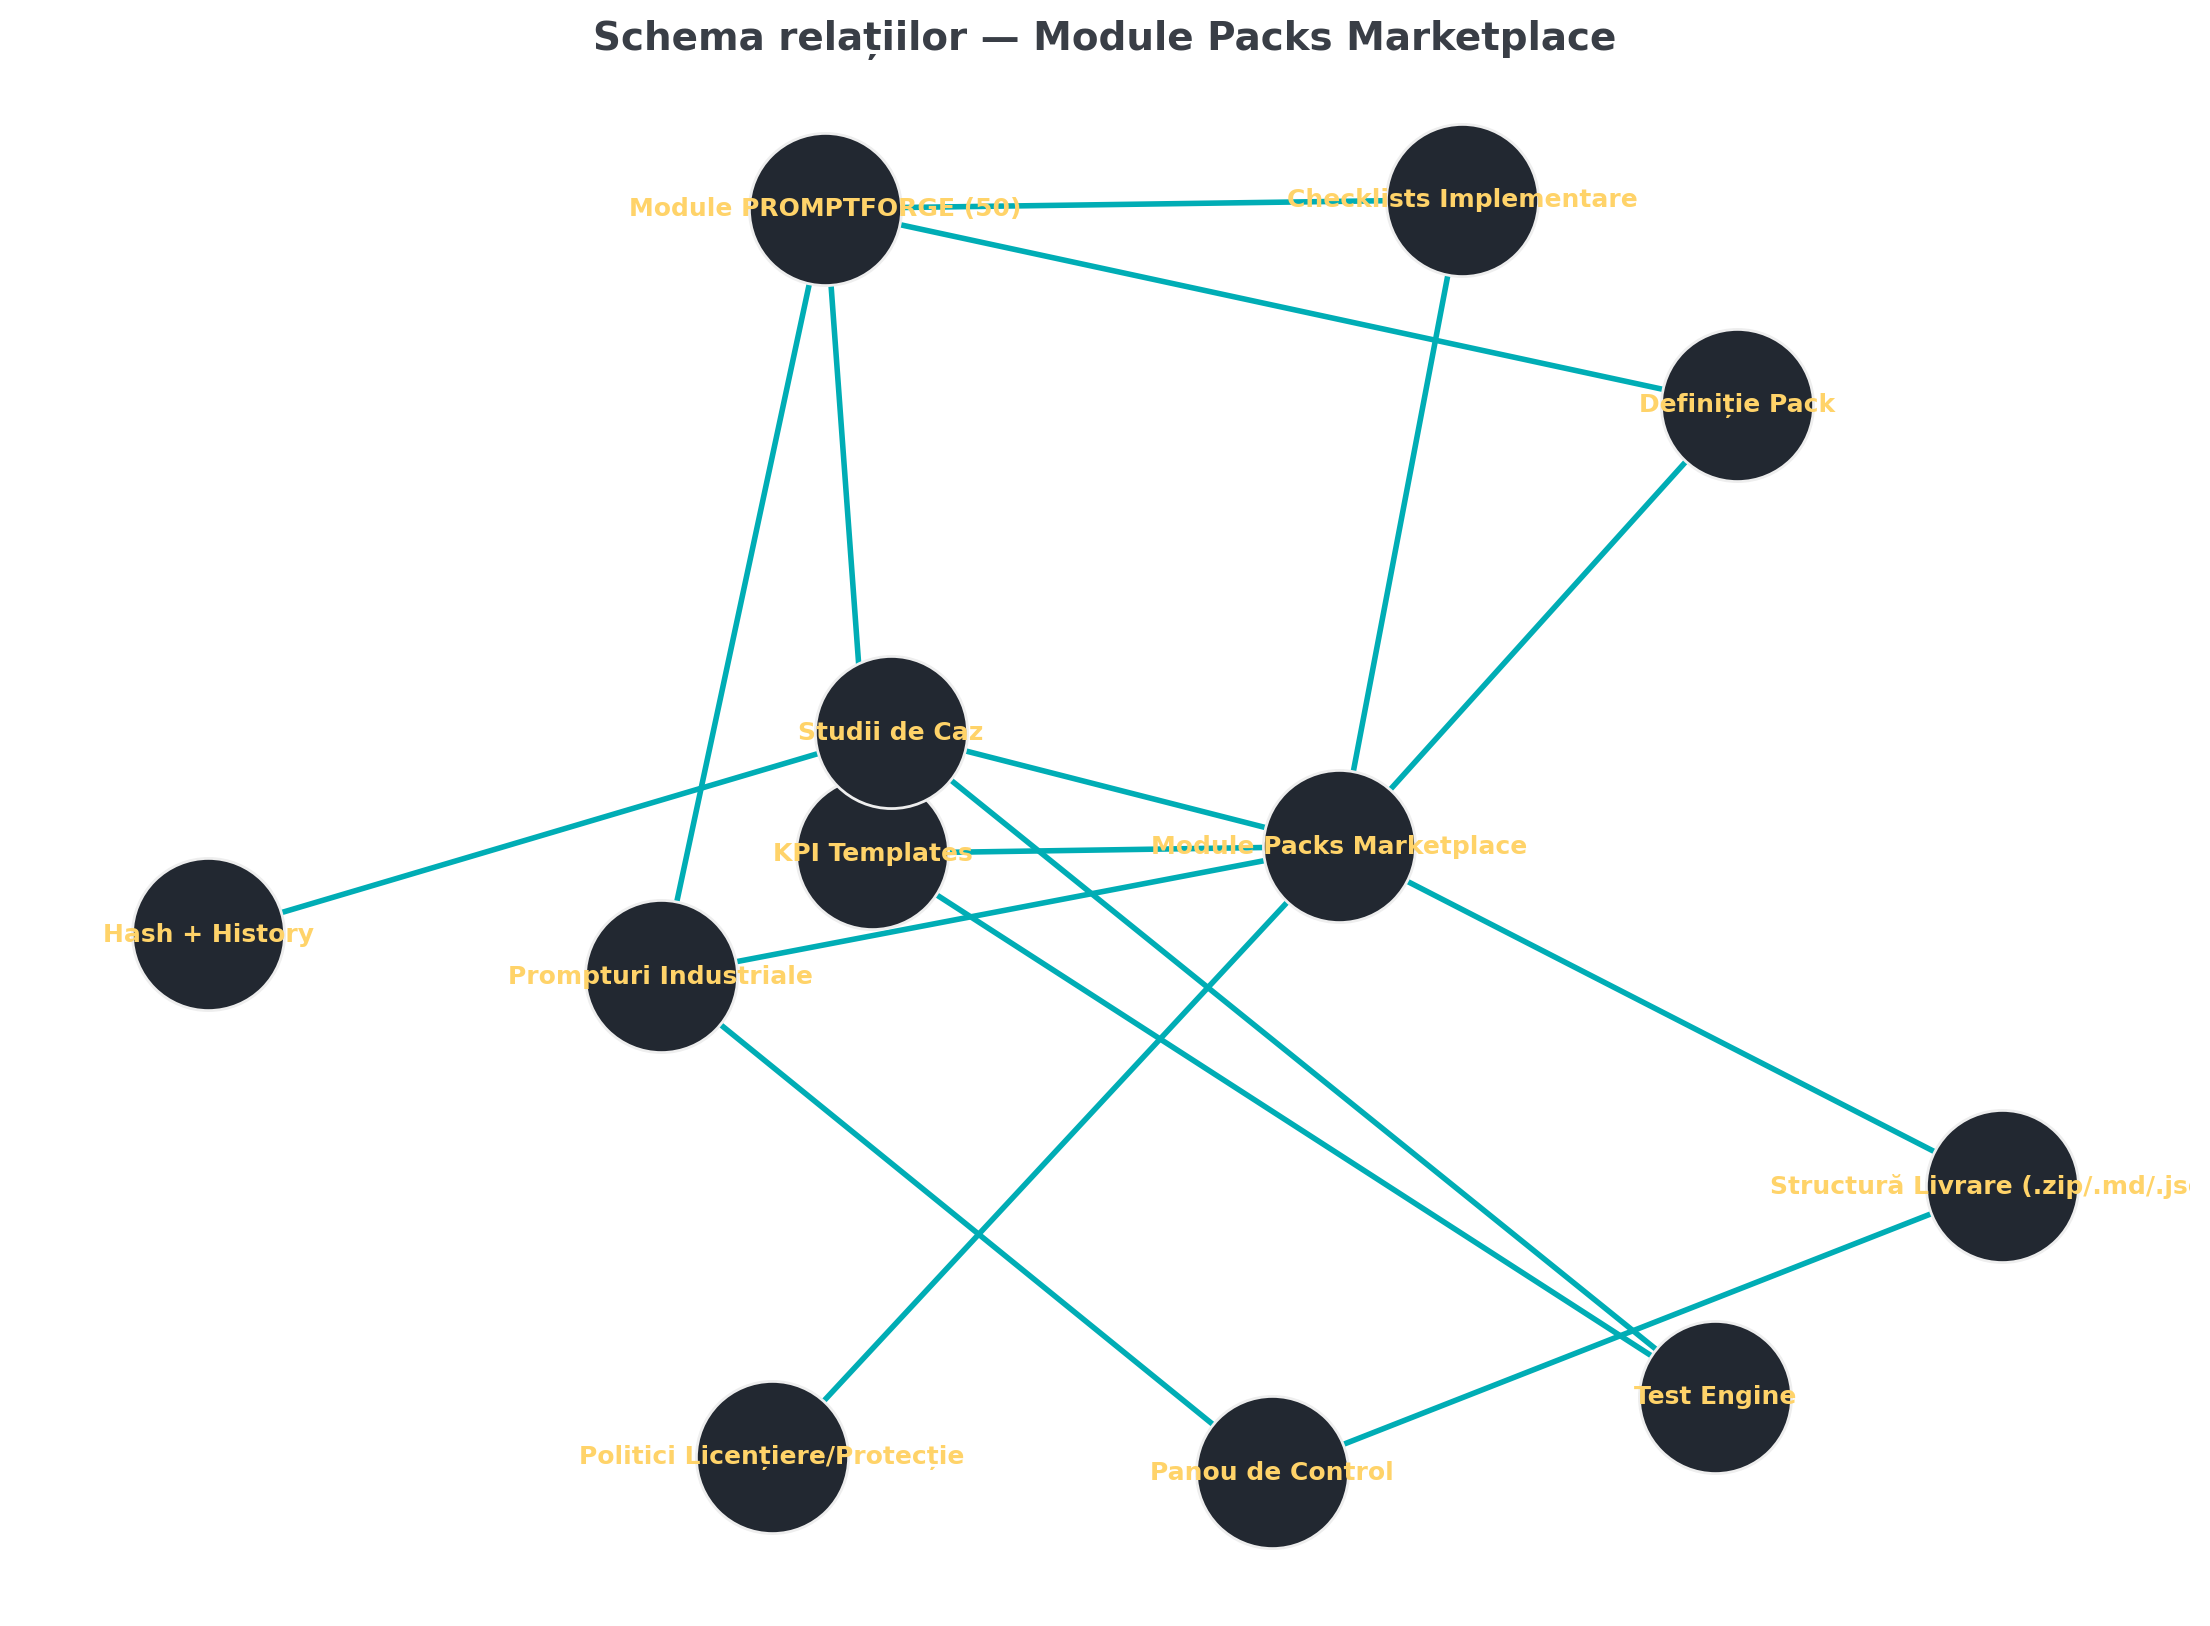 Schema relațiilor — Module Packs Marketplace
Module PROMPTFORGE (50)
Checklists Implementare
Definiție Pack
Studii de Caz
KPI Templates
Module Packs Marketplace
Hash + History
Prompturi Industriale
Structură Livrare (.zip/.md/.js
Test Engine
Politici Licențiere/Protecție
Panou de Control